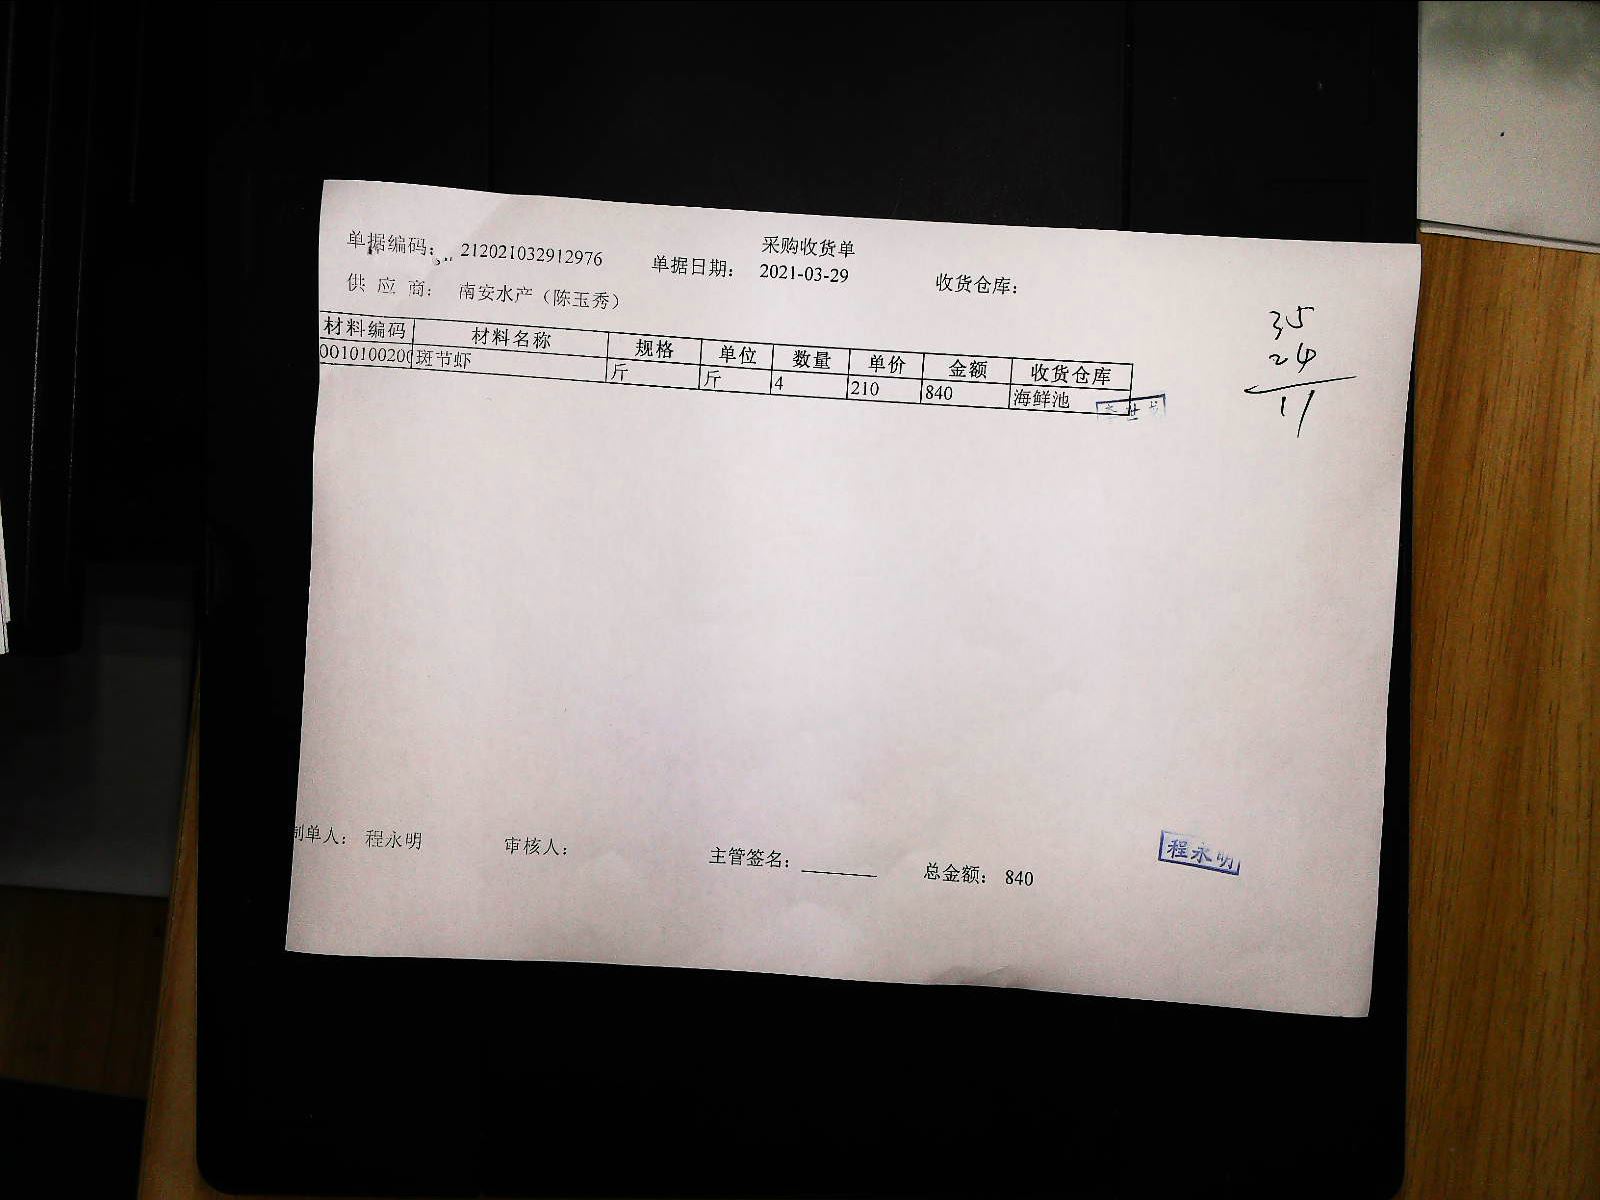 采购收货单
单据编码: 212021032912976 单据日期: 2021-03-29 收货仓库:
供 应 商: 南安水产（陈玉秀）
材料编码 材料名称 规格 单位 数量 单价 金额 收货仓库
001010020 斑节虾 斤 斤 4 210 840 海鲜池
35
24
11
制单人: 程永明 审核人: 主管签名: ______ 总金额: 840
程永明